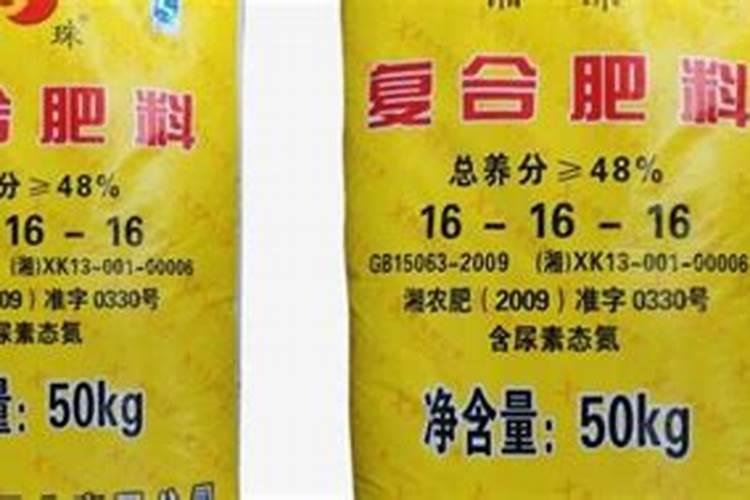 珠
合肥料
分≥48%
16－16
(湘)XK13-001-00006
09）准字0330号
尿素态氮
量：50kg
复合肥料
总养分≥48%
16－16－16
GB15063-2009 (湘)XK13-001-00006
湘农肥（2009）准字0330号
含尿素态氮
净含量：50kg